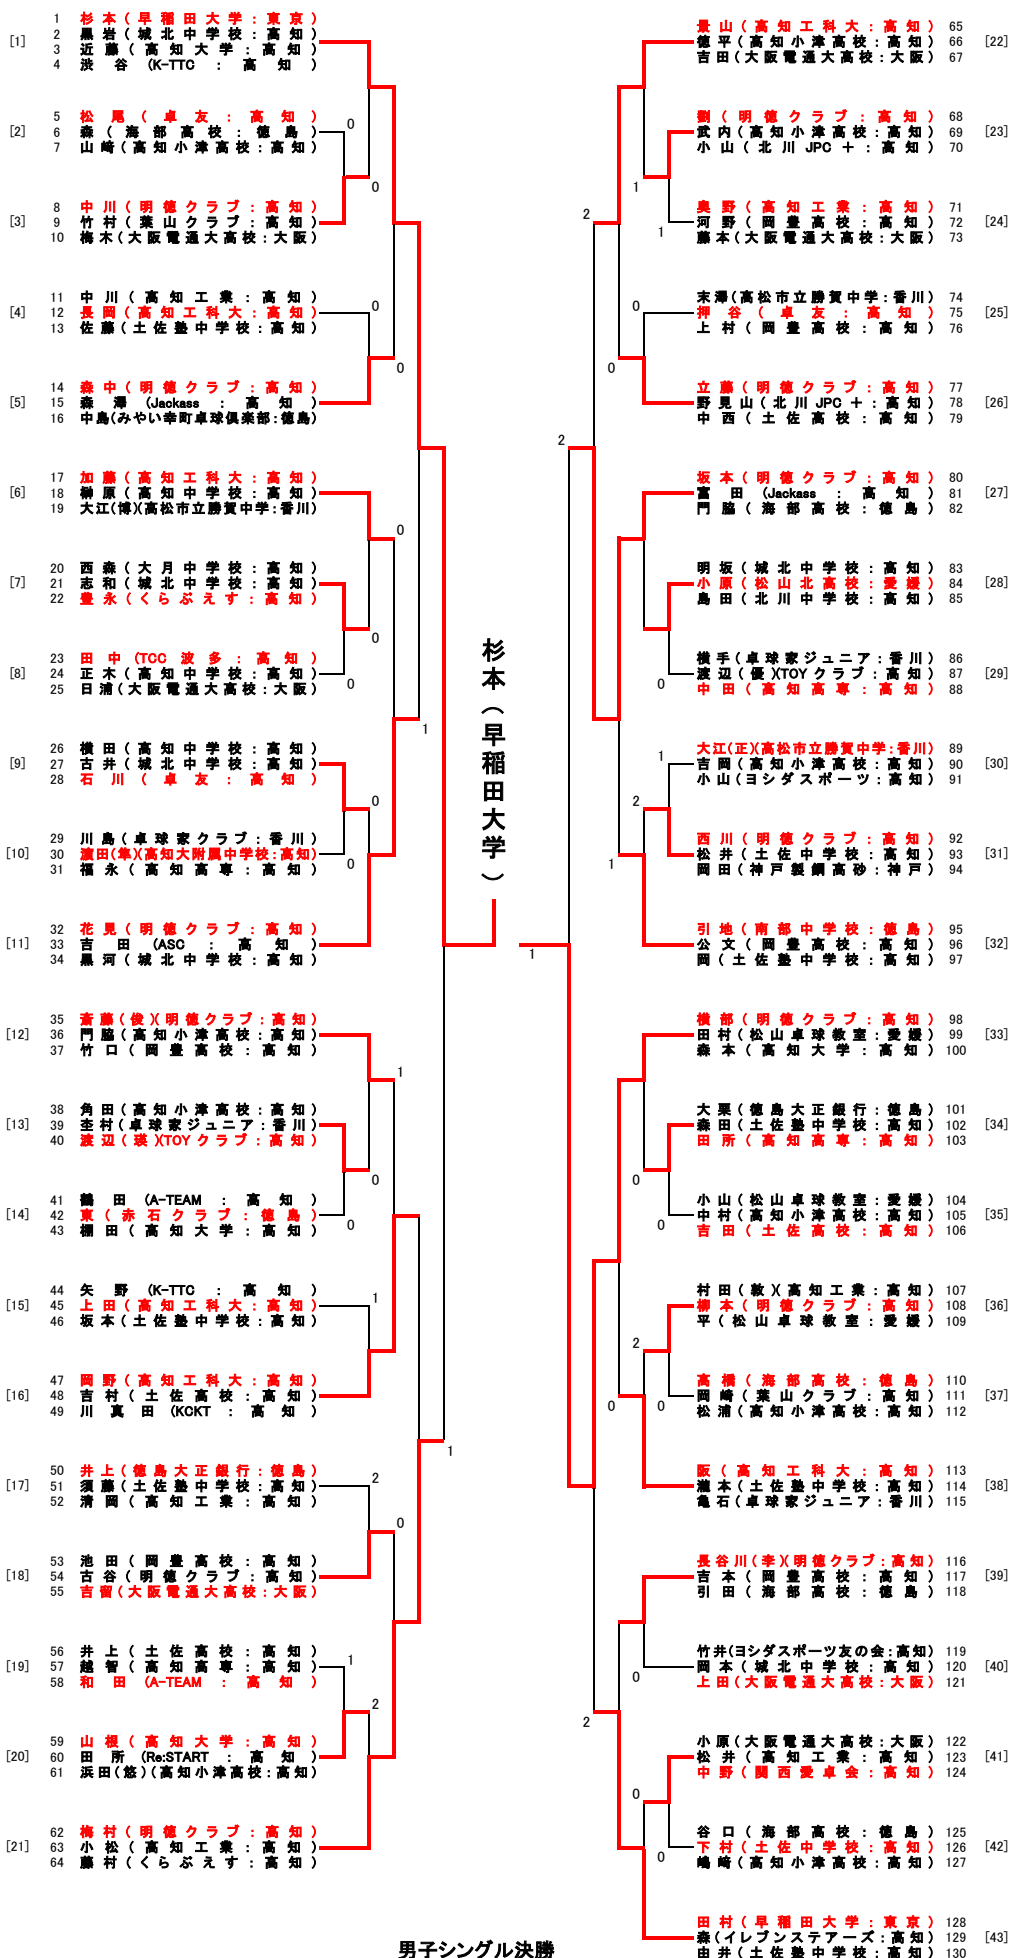 [1]
1 杉本(早稲田大学:東京)
2 黒岩(城北中学校:高知)
3 近藤(高知大学:高知)
4 渋谷(K-TTC:高知)
[2]
5 松尾(卓友:高知)
6 森(海部高校:徳島)
7 山崎(高知小津高校:高知)
[3]
8 中川(明徳クラブ:高知)
9 竹村(葉山クラブ:高知)
10 梅木(大阪電通大高校:大阪)
[4]
11 中川(高知工業:高知)
12 長岡(高知工科大:高知)
13 佐藤(土佐塾中学校:高知)
[5]
14 森中(明徳クラブ:高知)
15 森澤(Jackass:高知)
16 中島(みやい幸町卓球倶楽部:徳島)
[6]
17 加藤(高知工科大:高知)
18 榊原(高知中学校:高知)
19 大江(博)(高松市立勝賀中学:香川)
[7]
20 西森(大月中学校:高知)
21 志和(城北中学校:高知)
22 豊永(くらぶえす:高知)
[8]
23 田中(TCC波多:高知)
24 正木(高知中学校:高知)
25 日浦(大阪電通大高校:大阪)
[9]
26 横田(高知中学校:高知)
27 古井(城北中学校:高知)
28 石川(卓友:高知)
[10]
29 川島(卓球家クラブ:香川)
30 濵田(隼)(高知大附属中学校:高知)
31 福永(高知高専:高知)
[11]
32 花見(明徳クラブ:高知)
33 吉田(ASC:高知)
34 黒河(城北中学校:高知)
[12]
35 斎藤(俊)(明徳クラブ:高知)
36 門脇(高知小津高校:高知)
37 竹口(岡豊高校:高知)
[13]
38 角田(高知小津高校:高知)
39 杢村(卓球家ジュニア:香川)
40 渡辺(瑛)(TOYクラブ:高知)
[14]
41 鶴田(A-TEAM:高知)
42 東(赤石クラブ:徳島)
43 棚田(高知大学:高知)
[15]
44 矢野(K-TTC:高知)
45 上田(高知工科大:高知)
46 坂本(土佐塾中学校:高知)
[16]
47 岡野(高知工科大:高知)
48 吉村(土佐高校:高知)
49 川真田(KCKT:高知)
[17]
50 井上(徳島大正銀行:徳島)
51 須藤(土佐塾中学校:高知)
52 清岡(高知工業:高知)
[18]
53 池田(岡豊高校:高知)
54 古谷(明徳クラブ:高知)
55 吉留(大阪電通大高校:大阪)
[19]
56 井上(土佐高校:高知)
57 越智(高知高専:高知)
58 和田(A-TEAM:高知)
[20]
59 山根(高知大学:高知)
60 田所(Re:START:高知)
61 浜田(悠)(高知小津高校:高知)
[21]
62 梅村(明徳クラブ:高知)
63 小松(高知工業:高知)
64 藤村(くらぶえす:高知)
0
0
0
0
0
0
0
1
0
0
1
0
0
1
1
2
0
1
2
杉本(早稲田大学)
1
景山(高知工科大:高知) 65
徳平(高知小津高校:高知) 66
吉田(大阪電通大高校:大阪) 67
[22]
劉(明徳クラブ:高知) 68
武内(高知小津高校:高知) 69
小山(北川JPC+:高知) 70
[23]
奥野(高知工業:高知) 71
河野(岡豊高校:高知) 72
藤本(大阪電通大高校:大阪) 73
[24]
末澤(高松市立勝賀中学:香川) 74
押谷(卓友:高知) 75
上村(岡豊高校:高知) 76
[25]
立藤(明徳クラブ:高知) 77
野見山(北川JPC+:高知) 78
中西(土佐高校:高知) 79
[26]
坂本(明徳クラブ:高知) 80
富田(Jackass:高知) 81
門脇(海部高校:徳島) 82
[27]
明坂(城北中学校:高知) 83
小原(松山北高校:愛媛) 84
島田(北川中学校:高知) 85
[28]
横手(卓球家ジュニア:香川) 86
渡辺(優)(TOYクラブ:高知) 87
中田(高知高専:高知) 88
[29]
大江(正)(高松市立勝賀中学:香川) 89
吉岡(高知小津高校:高知) 90
小山(ヨシダスポーツ:高知) 91
[30]
西川(明徳クラブ:高知) 92
松井(土佐中学校:高知) 93
岡田(神戸製鋼高砂:神戸) 94
[31]
引地(南部中学校:徳島) 95
公文(岡豊高校:高知) 96
岡(土佐塾中学校:高知) 97
[32]
横部(明徳クラブ:高知) 98
田村(松山卓球教室:愛媛) 99
森本(高知大学:高知) 100
[33]
大栗(徳島大正銀行:徳島) 101
森田(土佐塾中学校:高知) 102
田所(高知高専:高知) 103
[34]
小山(松山卓球教室:愛媛) 104
中村(高知小津高校:高知) 105
吉田(土佐高校:高知) 106
[35]
村田(敦)(高知工業:高知) 107
柳本(明徳クラブ:高知) 108
平(松山卓球教室:愛媛) 109
[36]
高橋(海部高校:徳島) 110
岡崎(葉山クラブ:高知) 111
松浦(高知小津高校:高知) 112
[37]
阪(高知工科大:高知) 113
瀧本(土佐塾中学校:高知) 114
亀石(卓球家ジュニア:香川) 115
[38]
長谷川(李)(明徳クラブ:高知) 116
吉本(岡豊高校:高知) 117
引田(海部高校:徳島) 118
[39]
竹井(ヨシダスポーツ友の会:高知) 119
岡本(城北中学校:高知) 120
上田(大阪電通大高校:大阪) 121
[40]
小原(大阪電通大高校:大阪) 122
松井(高知工業:高知) 123
中野(関西愛卓会:高知) 124
[41]
谷口(海部高校:徳島) 125
下村(土佐中学校:高知) 126
嶋崎(高知小津高校:高知) 127
[42]
田村(早稲田大学:東京) 128
森(イレブンステアーズ:高知) 129
由井(土佐塾中学校:高知) 130
[43]
1
2
1
0
0
2
0
1
2
1
0
0
2
0
0
0
2
0
0
男子シングル決勝